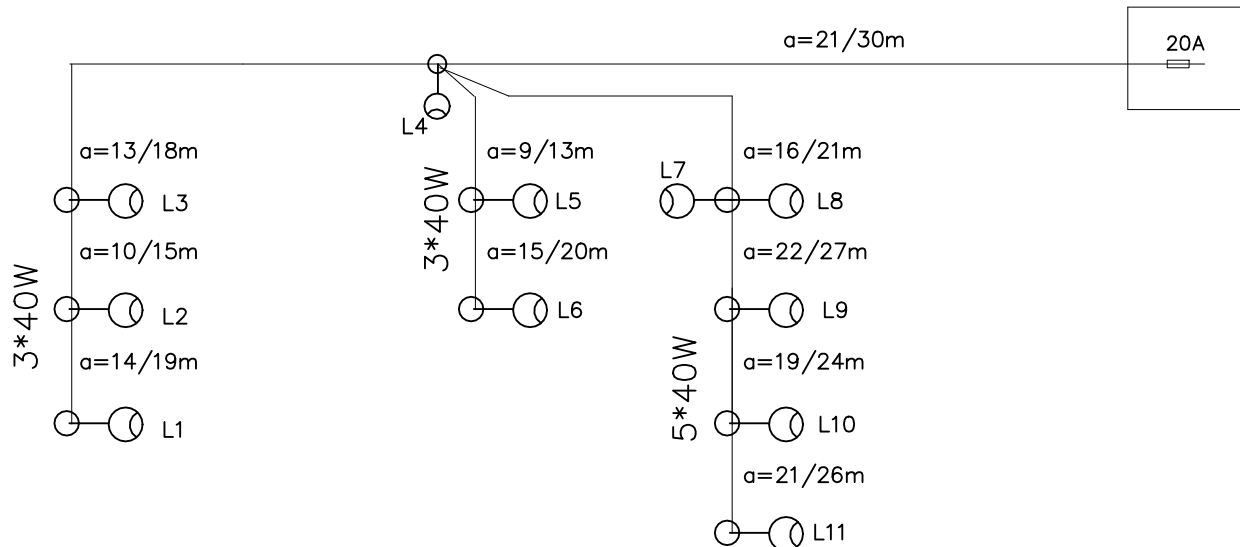 a=21/30m
20A
L4
a=13/18m
a=9/13m
a=16/21m
L7
L3
L5
L8
3*40W
a=10/15m
a=15/20m
a=22/27m
3*40W
L2
L6
L9
a=14/19m
a=19/24m
5*40W
L1
L10
a=21/26m
L11